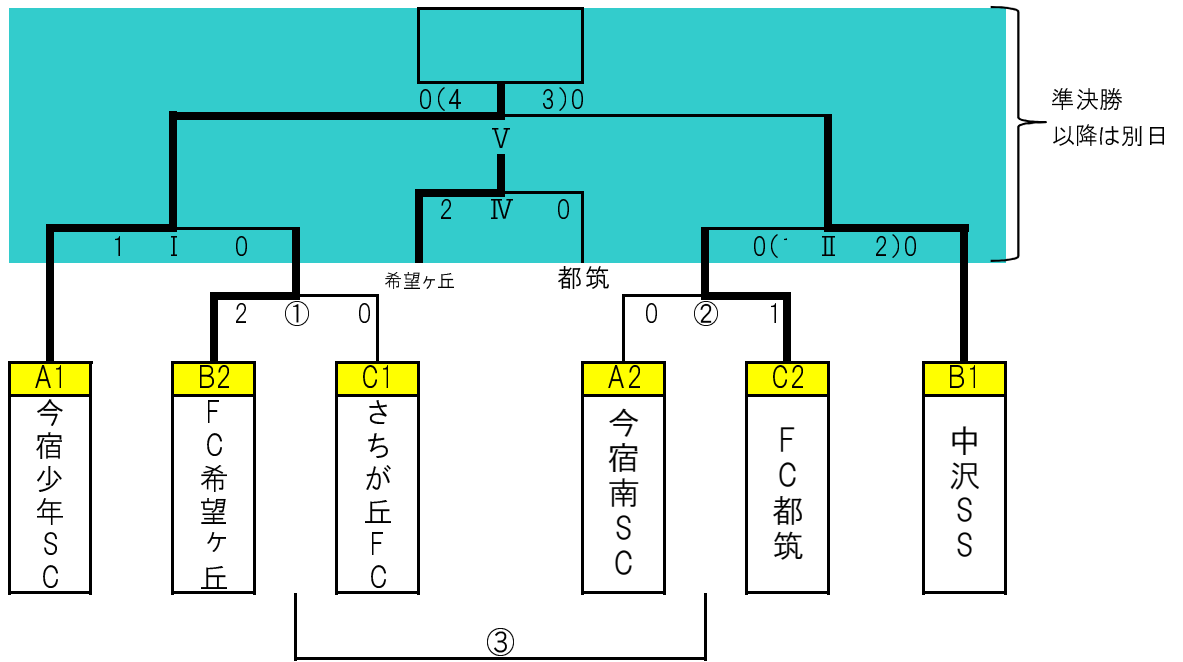 0(4 3)0
準決勝
以降は別日
Ⅴ
2 Ⅳ 0
1 Ⅰ 0
0( Ⅱ 2)0
希望ヶ丘
都筑
2 ① 0
0 ② 1
A1 B2 C1 A2 C2 B1
今宿少年SC
FC希望ヶ丘
さちが丘FC
今宿南SC
FC都筑
中沢SS
③